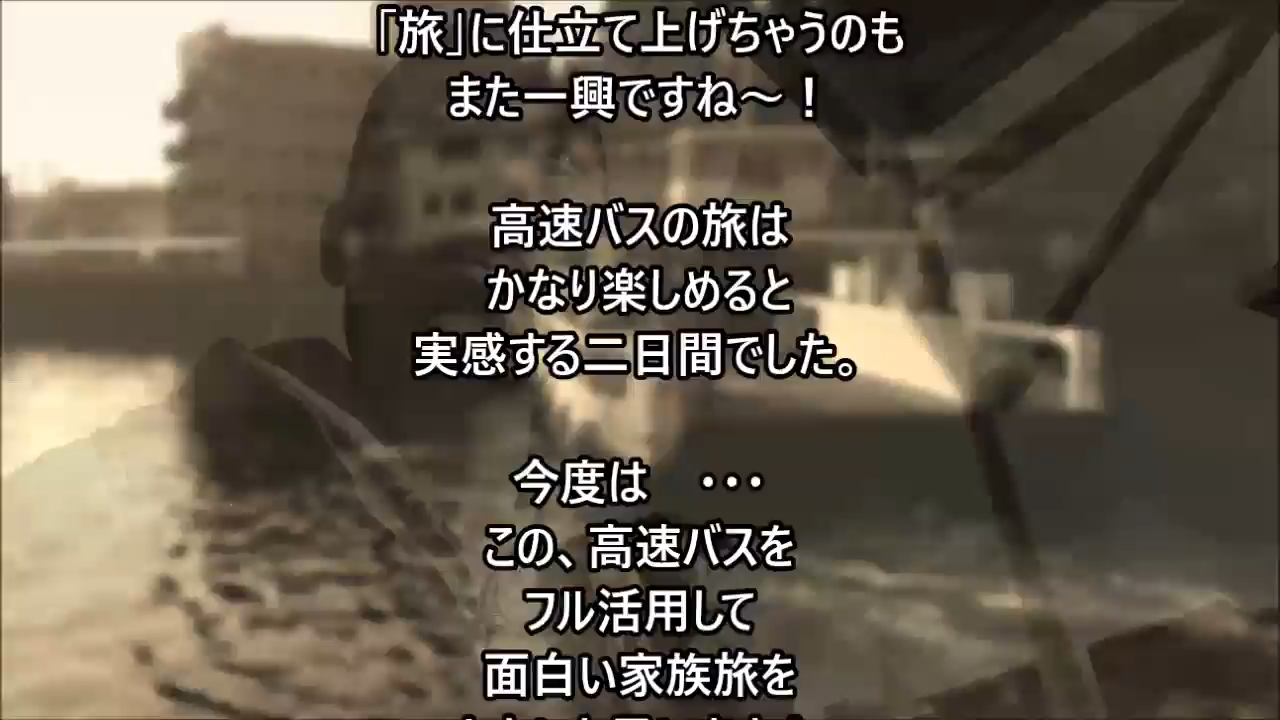 「旅」に仕立て上げちゃうのも
また一興ですね～！
高速バスの旅は
かなり楽しめると
実感する二日間でした。
今度は　・・・
この、高速バスを
フル活用して
面白い家族旅を